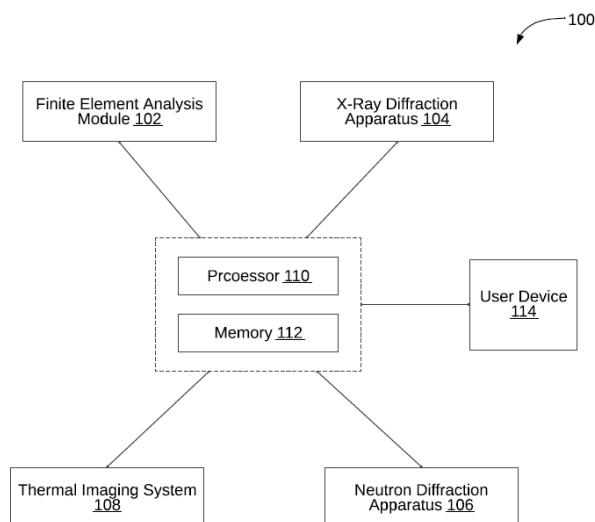 100
Finite Element Analysis
Module 102
X-Ray Diffraction
Apparatus 104
Prcoessor 110
Memory 112
User Device
114
Thermal Imaging System
108
Neutron Diffraction
Apparatus 106